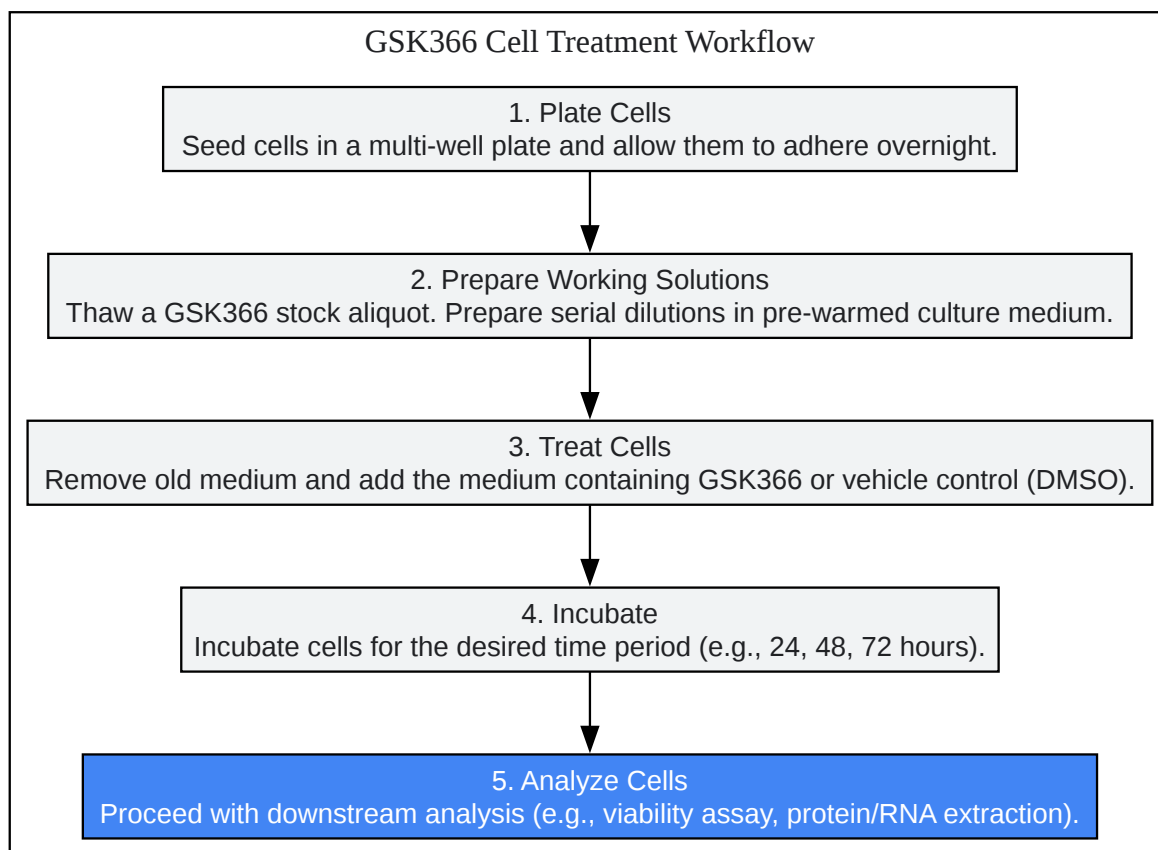 GSK366 Cell Treatment Workflow
1. Plate Cells
Seed cells in a multi-well plate and allow them to adhere overnight.
2. Prepare Working Solutions
Thaw a GSK366 stock aliquot. Prepare serial dilutions in pre-warmed culture medium.
3. Treat Cells
Remove old medium and add the medium containing GSK366 or vehicle control (DMSO).
4. Incubate
Incubate cells for the desired time period (e.g., 24, 48, 72 hours).
5. Analyze Cells
Proceed with downstream analysis (e.g., viability assay, protein/RNA extraction).